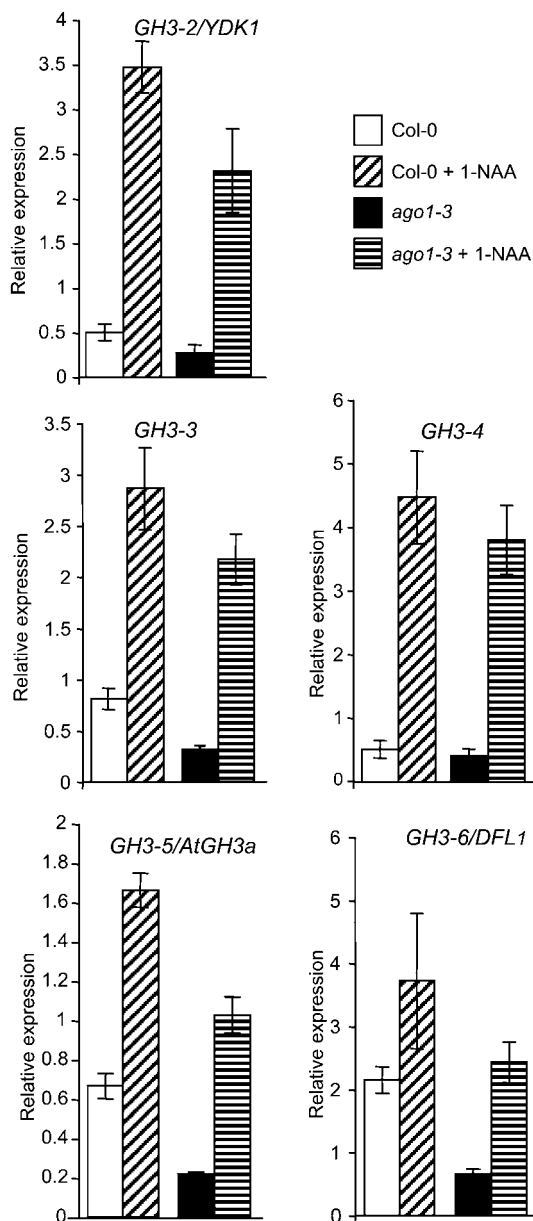 GH3-2/YDK1
Relative expression
4
3.5
3
2.5
2
1.5
1
0.5
0
Col-0
Col-0 + 1-NAA
ago1-3
ago1-3 + 1-NAA
GH3-3
Relative expression
3.5
3
2.5
2
1.5
1
0.5
0
GH3-4
Relative expression
6
5
4
3
2
1
0
GH3-5/AtGH3a
Relative expression
1.8
1.6
1.4
1.2
1
0.8
0.6
0.4
0.2
0
GH3-6/DFL1
Relative expression
6
5
4
3
2
1
0